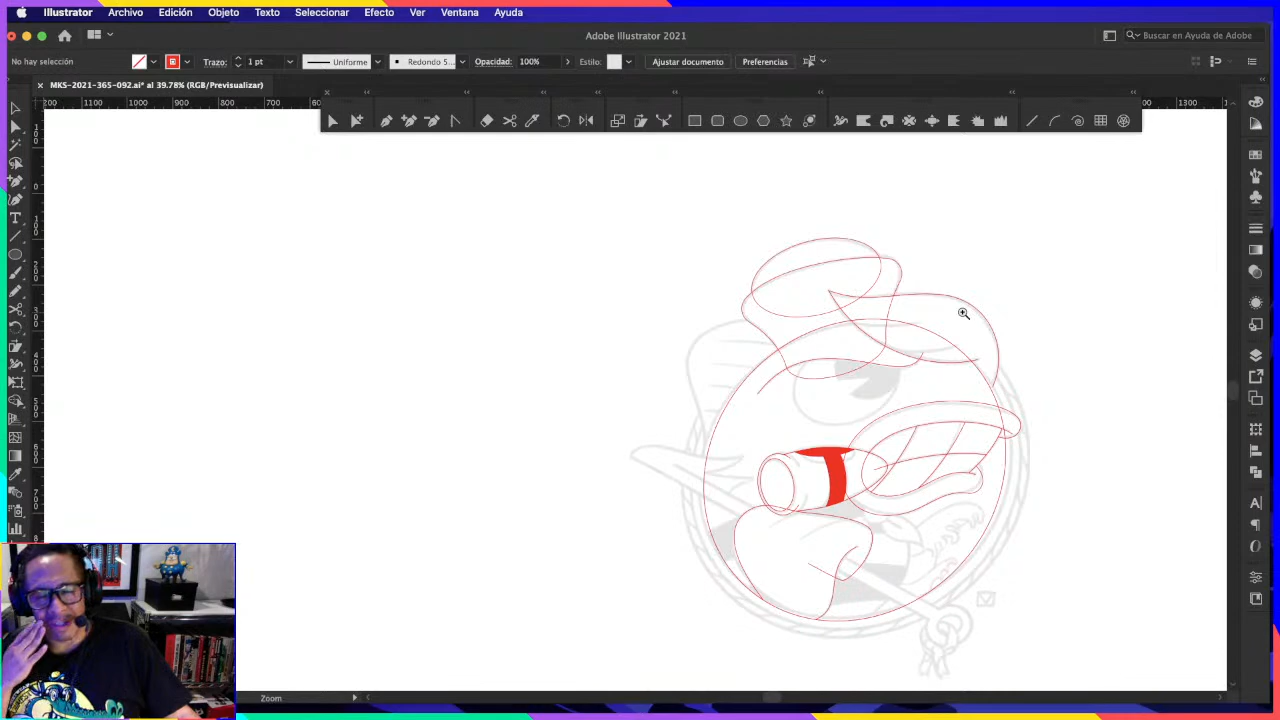 Illustrator Archivo Edición Objeto Texto Seleccionar Efecto Ver Ventana Ayuda
Adobe Illustrator 2021
Buscar en Ayuda de Adobe
No hay selección
Trazo: 1 pt Uniforme Redondo 5... Opacidad: 100% Estilo: Ajustar documento Preferencias
MKS-2021-365-092.ai* al 39.78% (RGB/Previsualizar)
200 1100 1000 900 800 700 1200 1300
Zoom